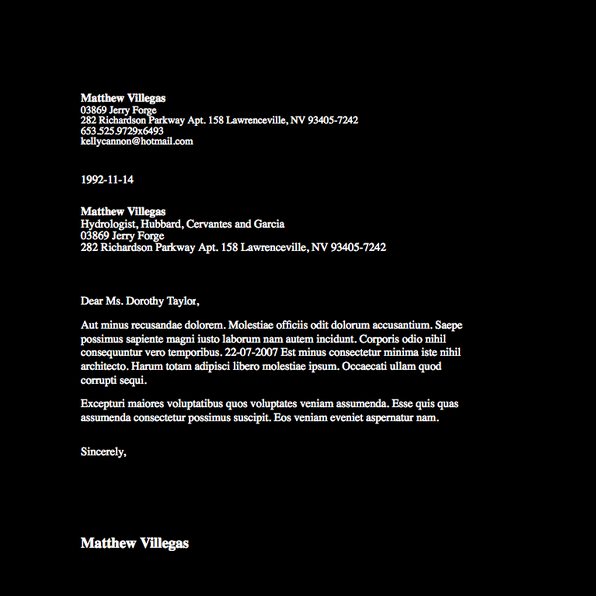 Matthew Villegas
03869 Jerry Forge
282 Richardson Parkway Apt. 158 Lawrenceville, NV 93405-7242
653.525.9729x6493
kellycannon@hotmail.com
1992-11-14
Matthew Villegas
Hydrologist, Hubbard, Cervantes and Garcia
03869 Jerry Forge
282 Richardson Parkway Apt. 158 Lawrenceville, NV 93405-7242
Dear Ms. Dorothy Taylor,
Aut minus recusandae dolorem. Molestiae officiis odit dolorum accusantium. Saepe
possimus sapiente magni iusto laborum nam autem incidunt. Corporis odio nihil
consequuntur vero temporibus. 22-07-2007 Est minus consectetur minima iste nihil
architecto. Harum totam adipisci libero molestiae ipsum. Occaecati ullam quod
corrupti sequi.
Excepturi maiores voluptatibus quos voluptates veniam assumenda. Esse quis quas
assumenda consectetur possimus suscipit. Eos veniam eveniet aspernatur nam.
Sincerely,
Matthew Villegas